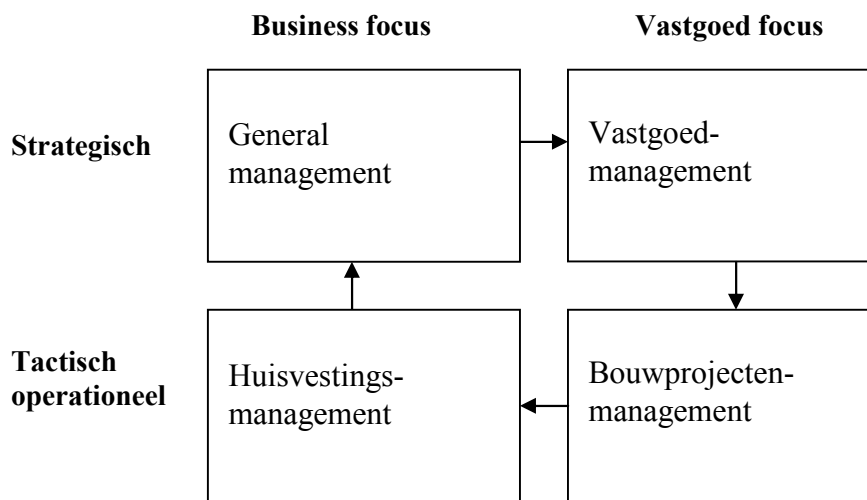 Business focus
Vastgoed focus
Strategisch
General
management
Vastgoed-
management
Tactisch
operationeel
Huisvestings-
management
Bouwprojecten-
management